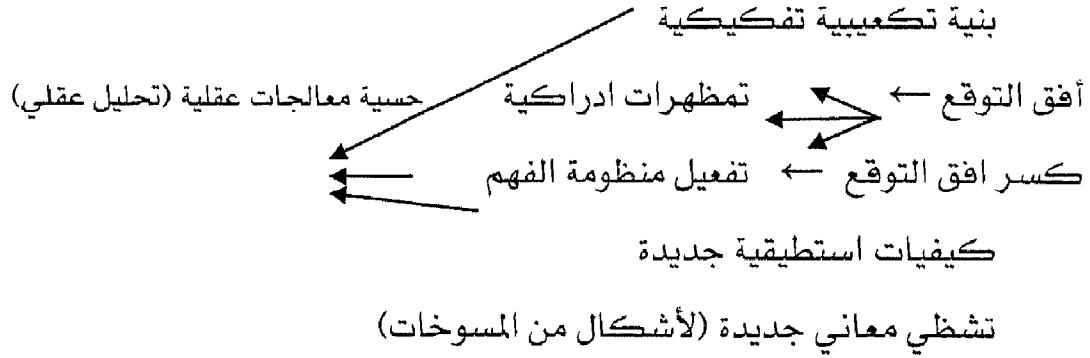 بنية تكعيبية تفكيكية
أفق التوقع ← تمظهرات ادراكية حسية معالجات عقلية (تحليل عقلي)
كسر افق التوقع ← تفعيل منظومة الفهم
كيفيات استطيقية جديدة
تشظي معاني جديدة (لأشكال من المسوخات)